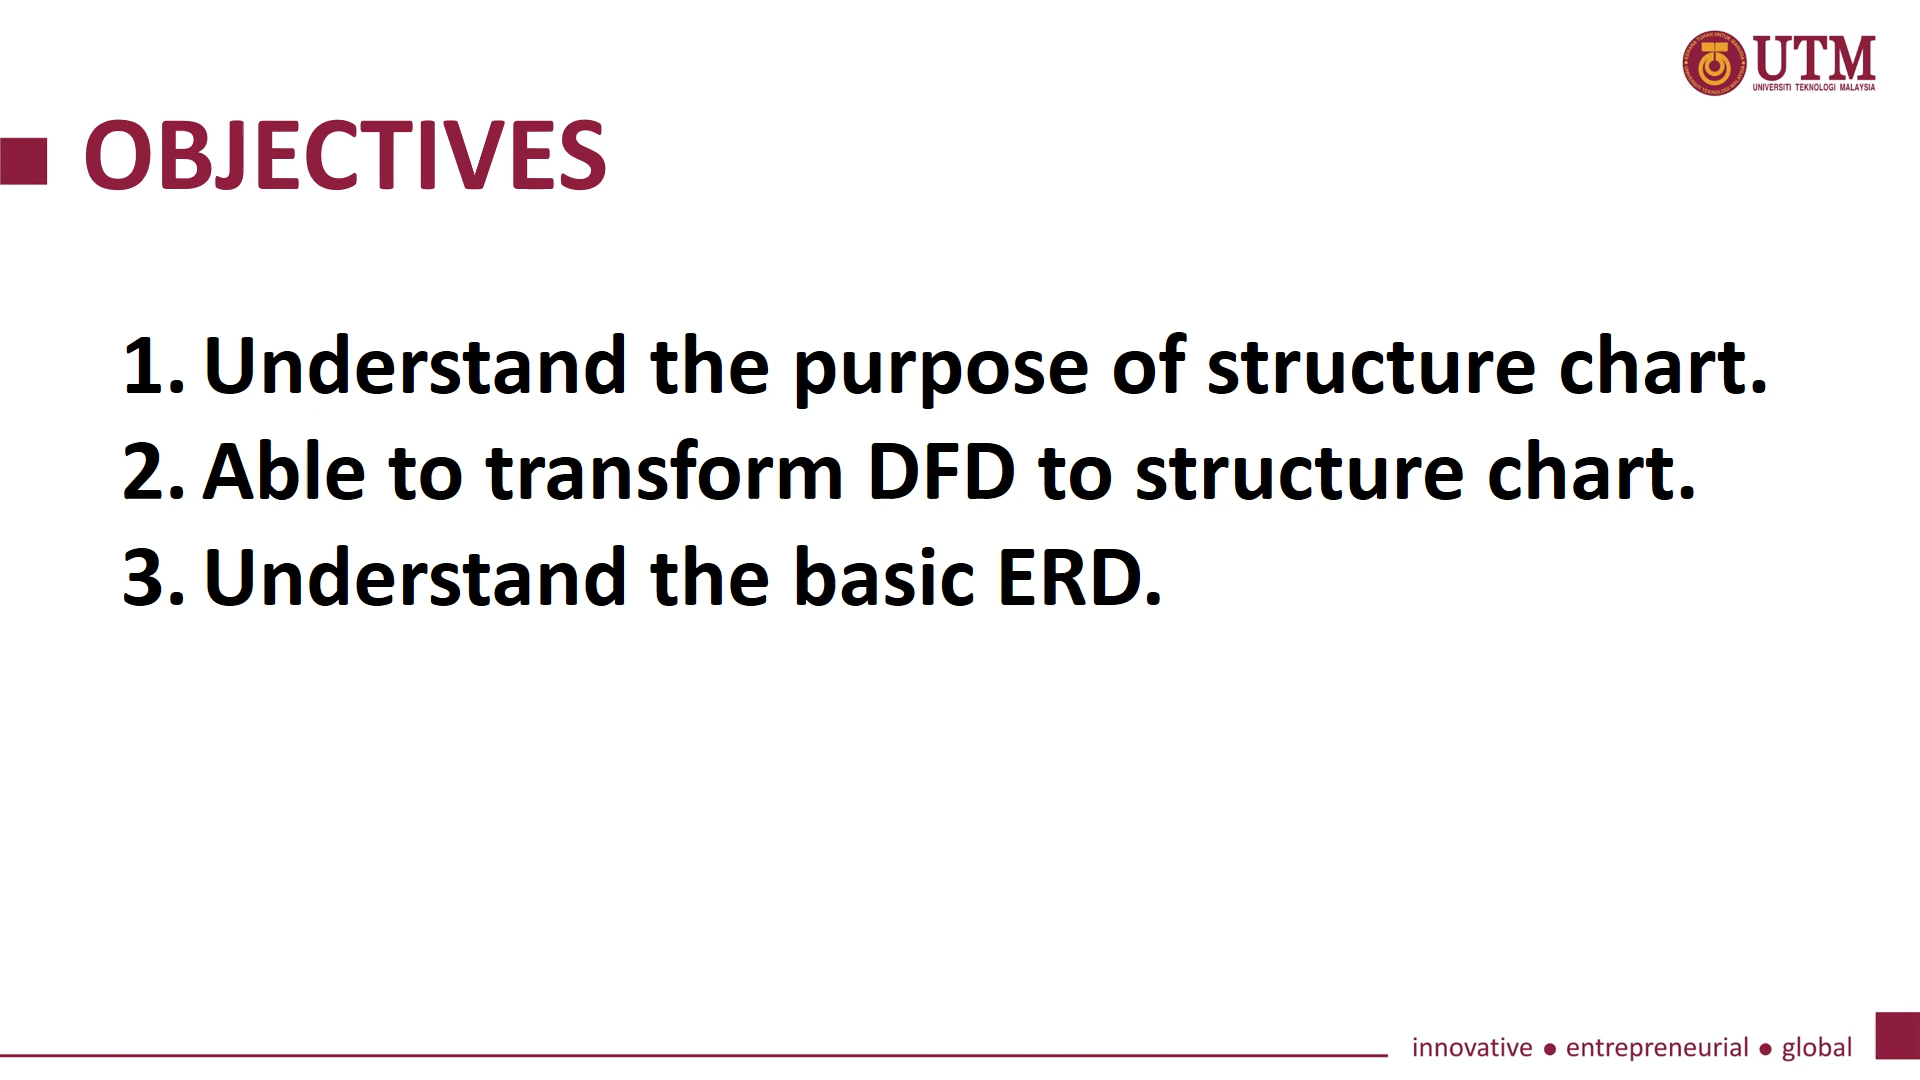 UTM
UNIVERSITI TEKNOLOGI MALAYSIA
OBJECTIVES
1. Understand the purpose of structure chart.
2. Able to transform DFD to structure chart.
3. Understand the basic ERD.
innovative ● entrepreneurial ● global